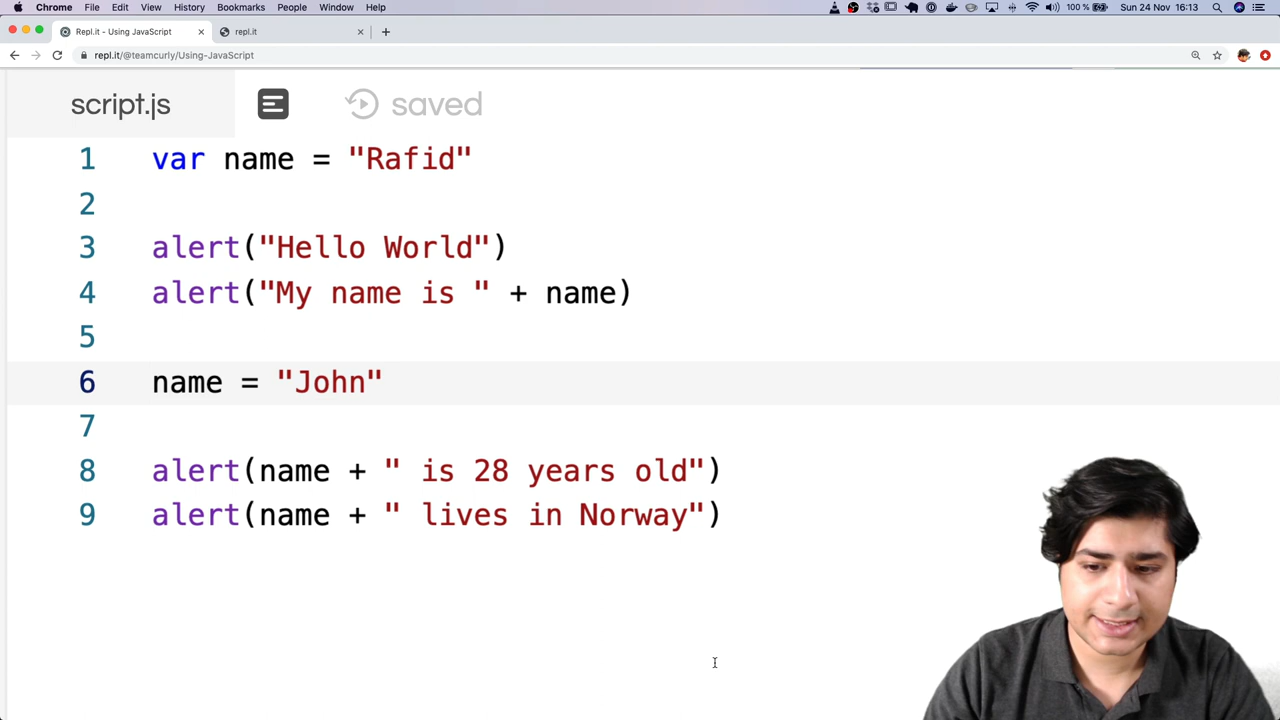 Chrome File Edit View History Bookmarks People Window Help 100 % Sun 24 Nov 16:13
Repl.it - Using JavaScript repl.it
repl.it/@teamcurly/Using-JavaScript
script.js saved
1 var name = "Rafid"
2
3 alert("Hello World")
4 alert("My name is " + name)
5
6 name = "John"
7
8 alert(name + " is 28 years old")
9 alert(name + " lives in Norway")